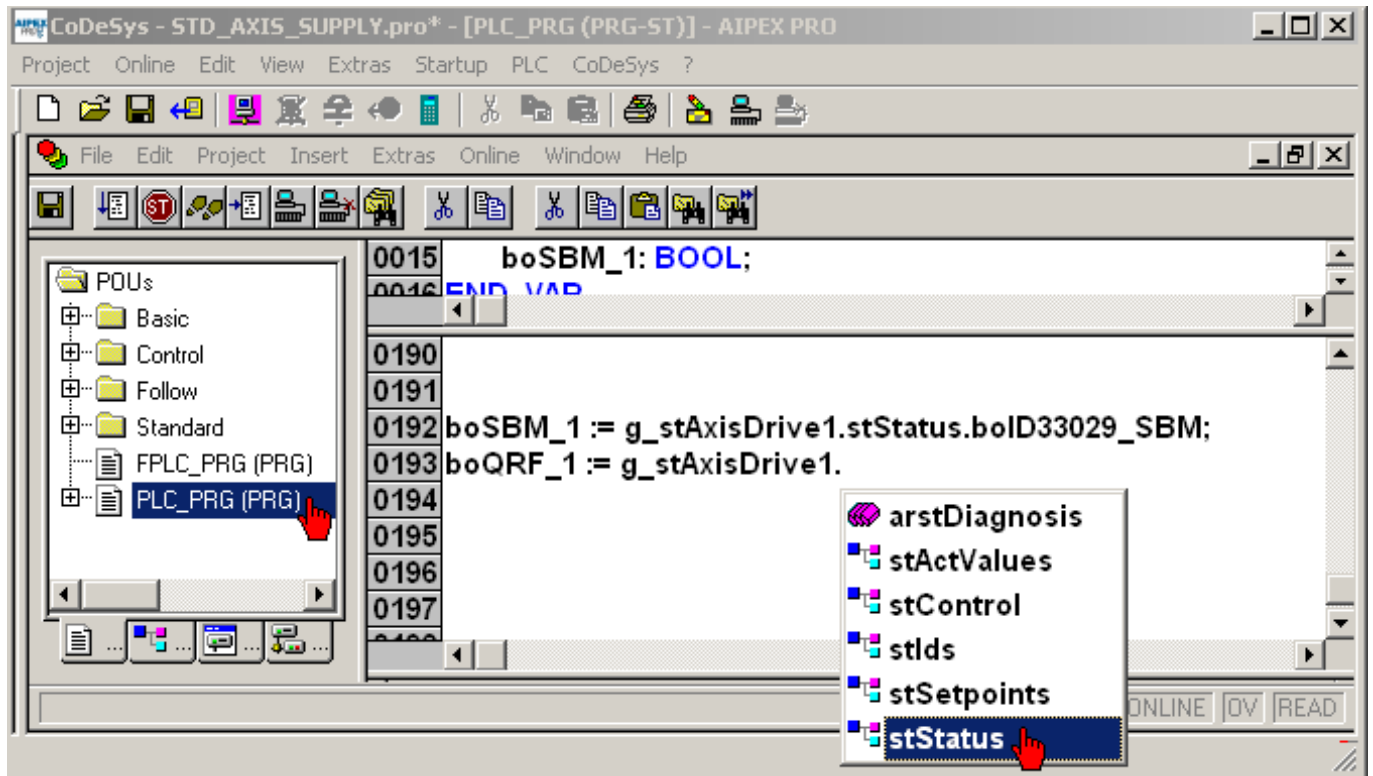 CoDeSys - STD_AXIS_SUPPLY.pro* - [PLC_PRG (PRG-ST)] - AIPEX PRO
Project Online Edit View Extras Startup PLC CoDeSys ?
File Edit Project Insert Extras Online Window Help
ST
POUs
Basic
Control
Follow
Standard
FPLC_PRG (PRG)
PLC_PRG (PRG)
... ... ... ...
0015 boSBM_1: BOOL;
0016 END_VAR
0190
0191
0192 boSBM_1 := g_stAxisDrive1.stStatus.boID33029_SBM;
0193 boQRF_1 := g_stAxisDrive1.
0194
0195
0196
0197
arstDiagnosis
stActValues
stControl
stIds
stSetpoints
stStatus
ONLINE OV READ